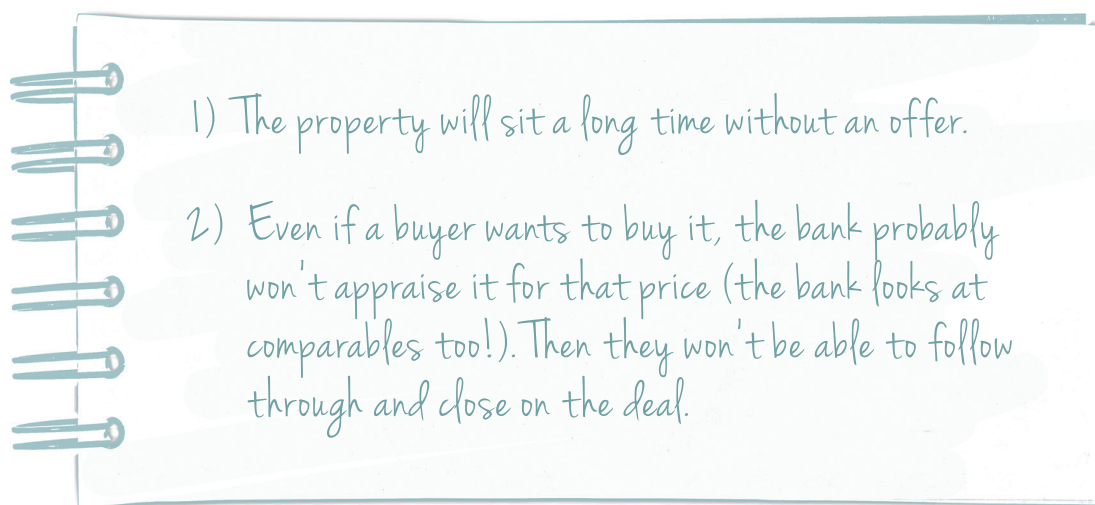 1) The property will sit a long time without an offer.
2) Even if a buyer wants to buy it, the bank probably
won't appraise it for that price (the bank looks at
comparables too!). Then they won't be able to follow
through and close on the deal.